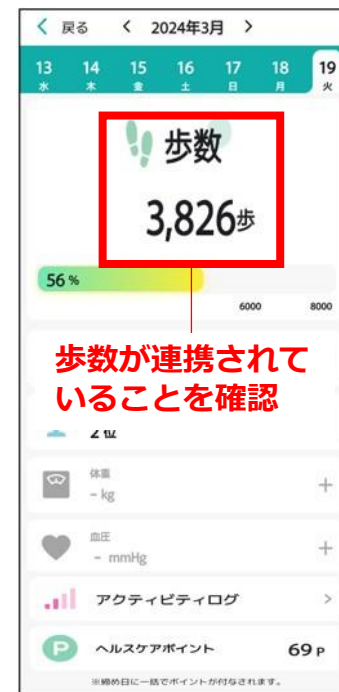 戻る 2024年3月
13 14 15 16 17 18 19
水 木 金 土 日 月 火
歩数
3,826歩
56 %
6000 8000
歩数が連携されて
いることを確認
2位
体重
- kg
血圧
- mmHg
アクティビティログ
P ヘルスケアポイント 69 P
※締め日に一括でポイントが付与されます。